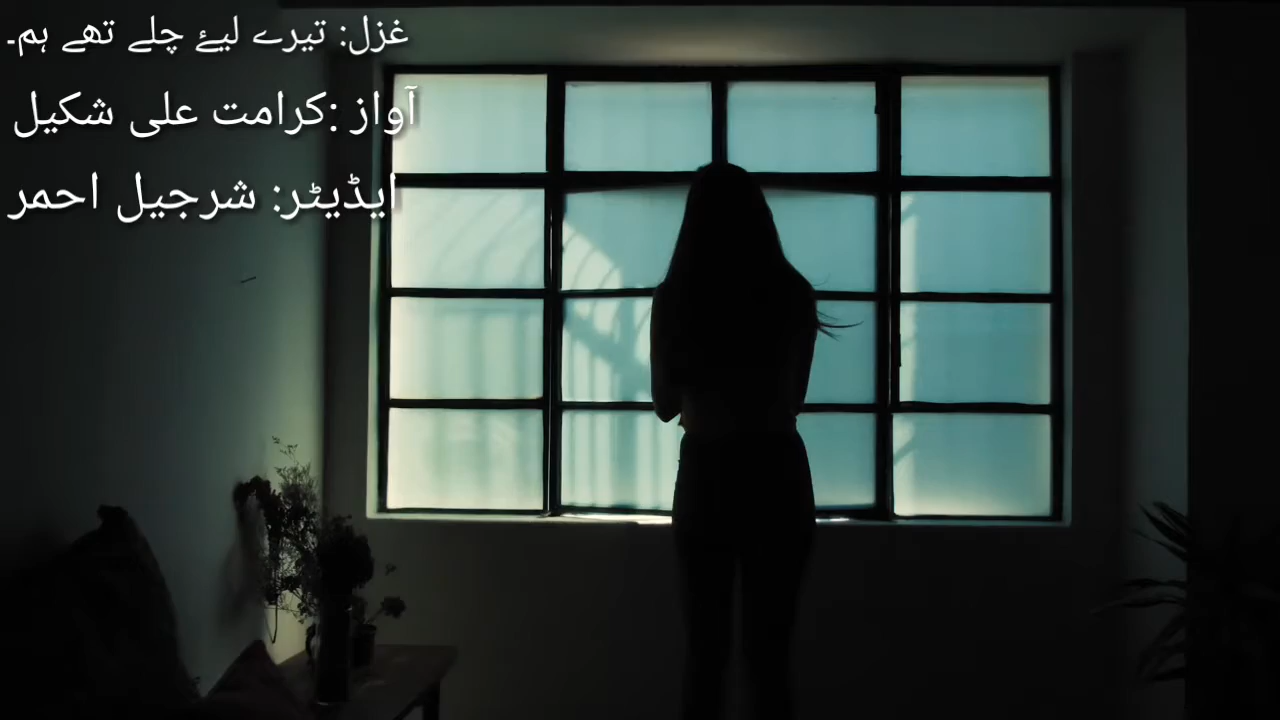 غزل: تیرے لیۓ چلے تھے ہم۔
آواز :کرامت علی شکیل
ایڈیٹر: شرجیل احمر